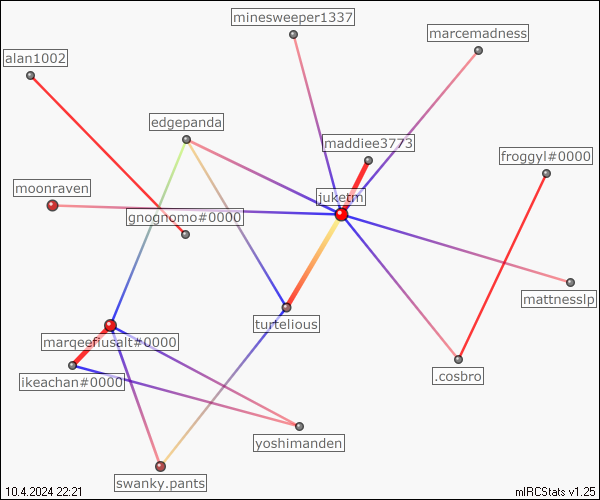 minesweeper1337
marcemadness
alan1002
edgepanda
maddiee3773
froggyl#0000
moonraven
juketm
gnognomo#0000
mattnesslp
turtelious
marqeefiusalt#0000
ikeachan#0000
.cosbro
yoshimanden
swanky.pants
10.4.2024 22:21
mIRCStats v1.25